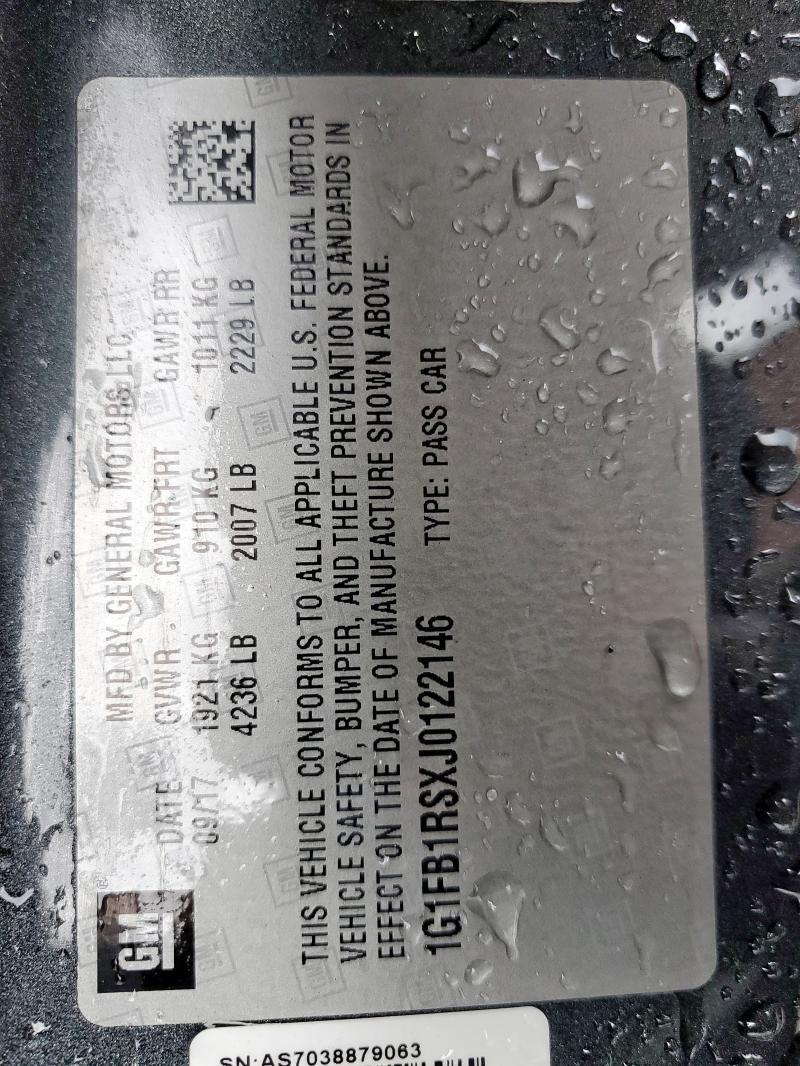 GM
MFD BY GENERAL MOTORS LLC
DATE GVWR GAWR FRT GAWR RR
09/17 1921 KG 910 KG 1011 KG
4236 LB 2007 LB 2229 LB
THIS VEHICLE CONFORMS TO ALL APPLICABLE U.S. FEDERAL MOTOR
VEHICLE SAFETY, BUMPER, AND THEFT PREVENTION STANDARDS IN
EFFECT ON THE DATE OF MANUFACTURE SHOWN ABOVE.
1G1FB1RSXJ0122146 TYPE: PASS CAR
SN:AS7038879063